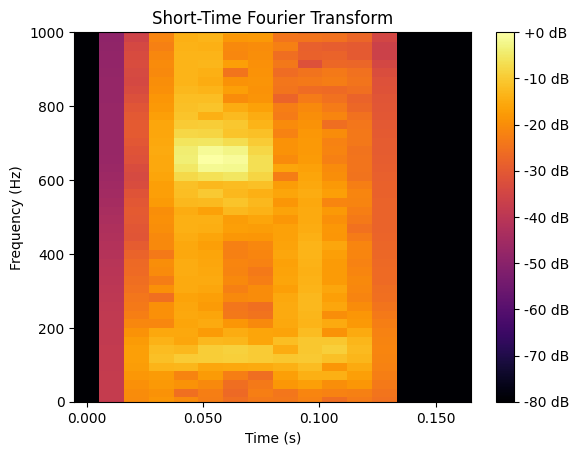 Short-Time Fourier Transform
1000
800
600
400
200
0
Frequency (Hz)
0.000
0.050
0.100
0.150
Time (s)
+0 dB
-10 dB
-20 dB
-30 dB
-40 dB
-50 dB
-60 dB
-70 dB
-80 dB